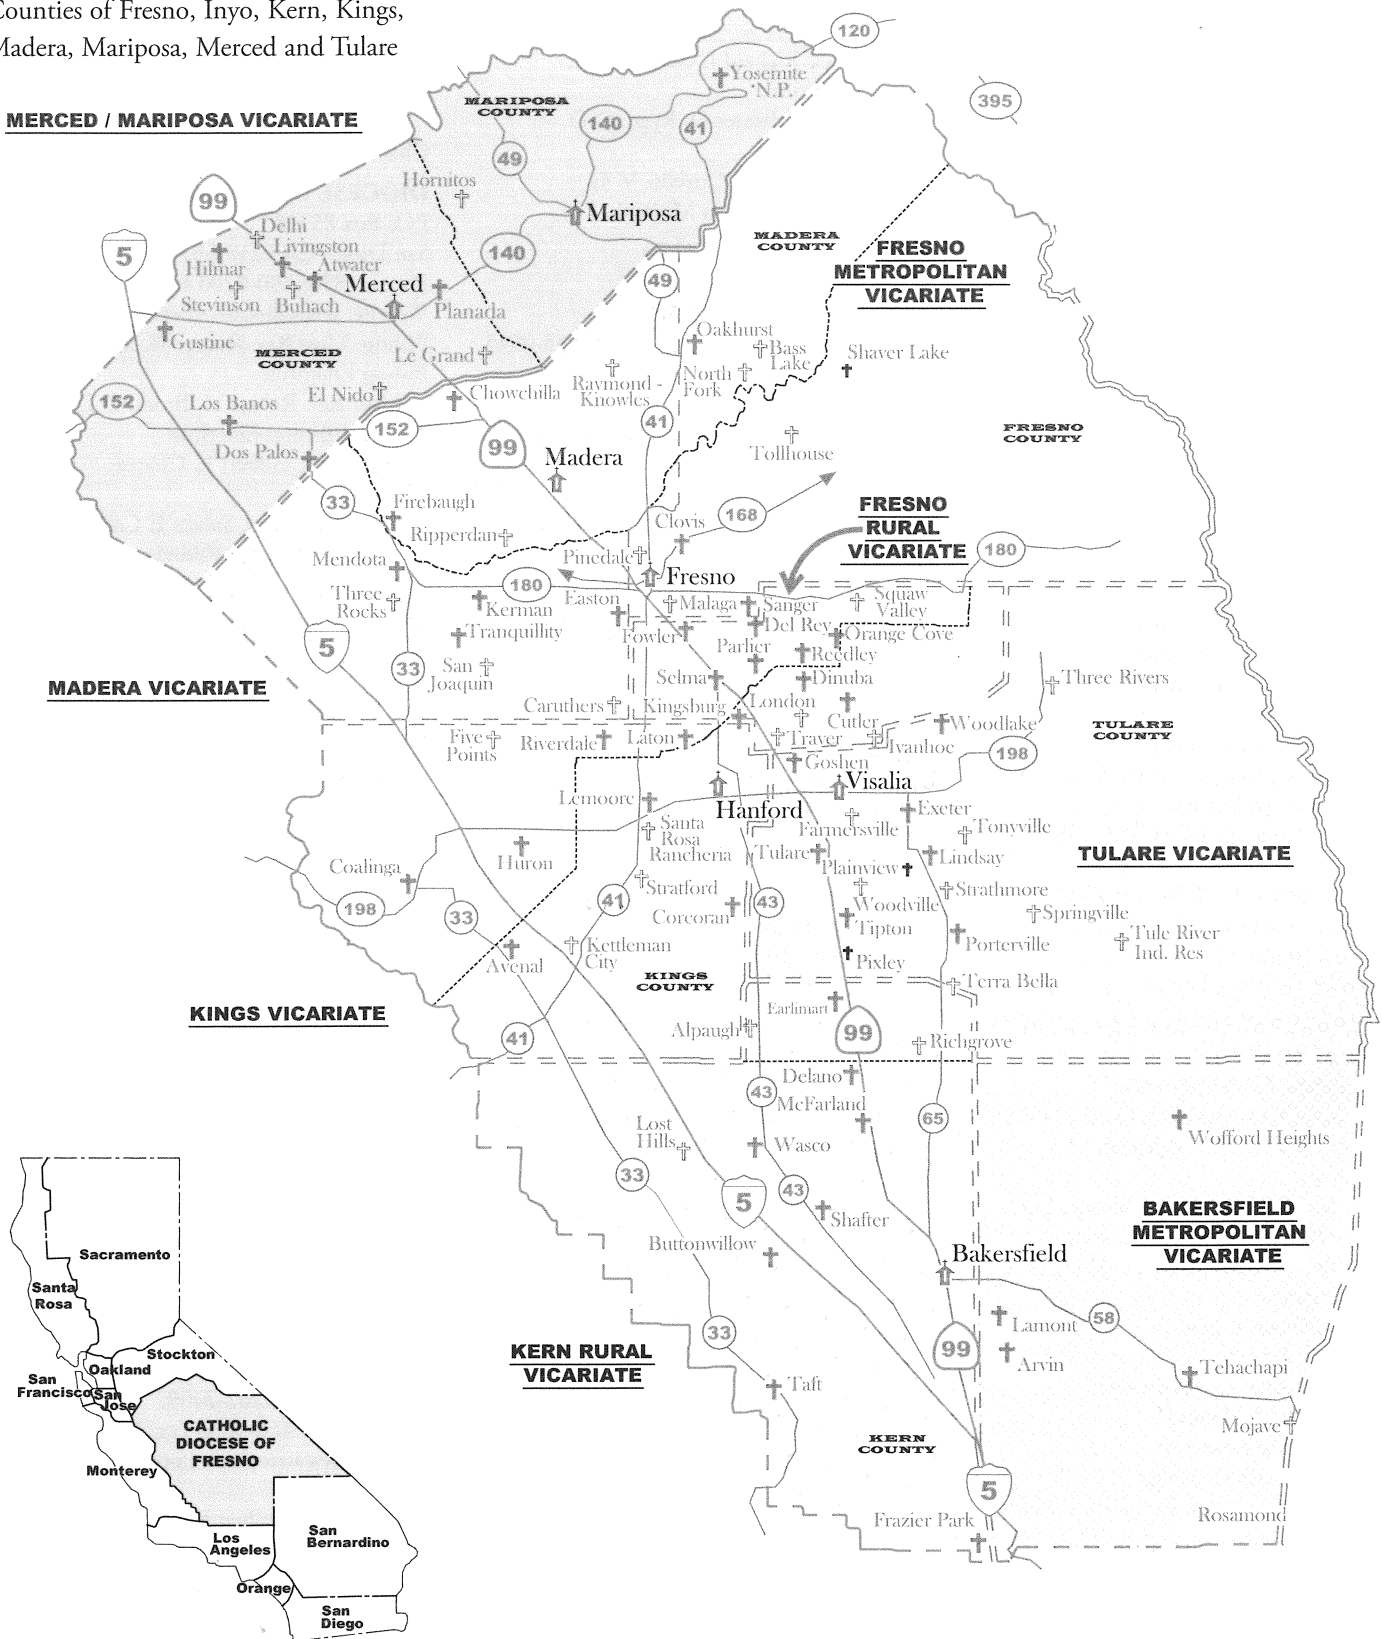 Counties of Fresno, Inyo, Kern, Kings,
Madera, Mariposa, Merced and Tulare
120
Yosemite
N.P.
395
MARIPOSA
COUNTY
MERCED / MARIPOSA VICARIATE
140
41
49
Hornitos
99
Mariposa
Delhi
5
Livingston
140
Hilmar
Atwater
MADERA
COUNTY
FRESNO
METROPOLITAN
VICARIATE
Merced
49
Stevinson
Buhach
Planada
Gustine
Oakhurst
MERCED
COUNTY
Le Grand
Bass
Lake
Shaver Lake
Raymond -
Knowles
North
Fork
El Nido
Chowchilla
152
Los Banos
152
41
99
FRESNO
COUNTY
Dos Palos
Madera
Tollhouse
33
Firebaugh
168
FRESNO
RURAL
VICARIATE
Clovis
Ripperdan
Pinedale
180
Mendota
Fresno
180
Three
Rocks
Kerman
Easton
Malaga
Sanger
Squaw
Valley
Tranquillity
Fowler
Del Rey
Orange Cove
5
Parlier
Reedley
33
San
Joaquin
Selma
Dinuba
Three Rivers
MADERA VICARIATE
Caruthers
Kingsburg
London
Cutler
Woodlake
TULARE
COUNTY
Five
Points
Riverdale
Laton
Traver
Ivanhoe
198
Goshen
Visalia
Lemoore
Hanford
Exeter
Santa
Rosa
Rancheria
Farmersville
Tonyville
Huron
Tulare
Plainview
Lindsay
TULARE VICARIATE
Coalinga
Stratford
Strathmore
198
33
41
Corcoran
43
Woodville
Springville
Tipton
Tule River
Ind. Res
Porterville
Kettleman
City
Avenal
Pixley
KINGS
COUNTY
Terra Bella
KINGS VICARIATE
Earlimart
Alpaugh
99
41
Richgrove
Delano
43
McFarland
65
Lost
Hills
Wasco
Wofford Heights
33
43
5
Shafter
BAKERSFIELD
METROPOLITAN
VICARIATE
Buttonwillow
Bakersfield
58
Lamont
33
99
Arvin
KERN RURAL
VICARIATE
Tehachapi
Taft
Mojave
KERN
COUNTY
5
Frazier Park
Rosamond
Sacramento
Santa
Rosa
Stockton
Oakland
San
Francisco
San
Jose
CATHOLIC
DIOCESE OF
FRESNO
Monterey
Los
Angeles
San
Bernardino
Orange
San
Diego